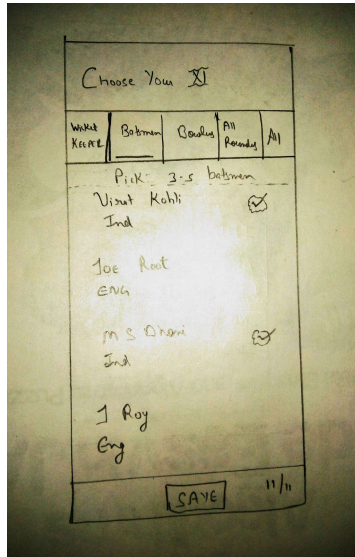 Choose Your XI
Wicket Keeper
Batsmen
Bowlers
All Rounders
All
Pick: 3-5 batsmen
Virat Kohli
Ind
Joe Root
ENG
M S Dhoni
Ind
J Roy
Eng
SAVE
11/11